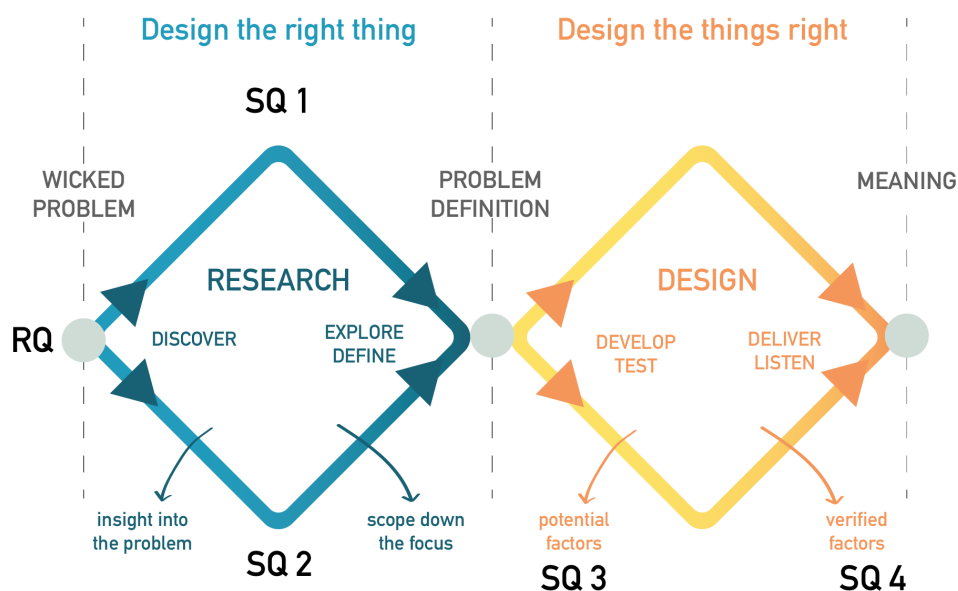 Design the right thing
Design the things right
SQ 1
WICKED
PROBLEM
PROBLEM
DEFINITION
MEANING
RESEARCH
DESIGN
RQ
DISCOVER
EXPLORE
DEFINE
DEVELOP
TEST
DELIVER
LISTEN
insight into
the problem
scope down
the focus
potential
factors
verified
factors
SQ 2
SQ 3
SQ 4